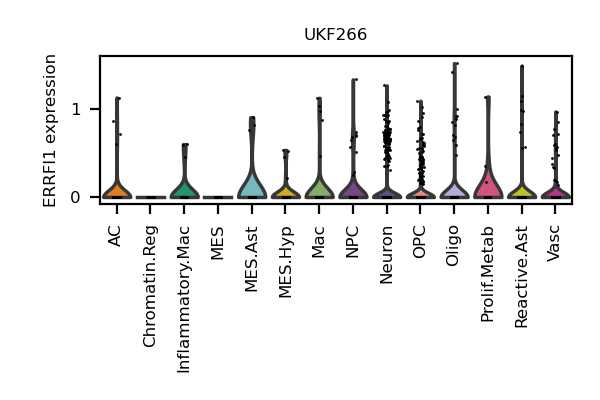 UKF266
ERRFI1 expression
1
0
AC
Chromatin.Reg
Inflammatory.Mac
MES
MES.Ast
MES.Hyp
Mac
NPC
Neuron
OPC
Oligo
Prolif.Metab
Reactive.Ast
Vasc